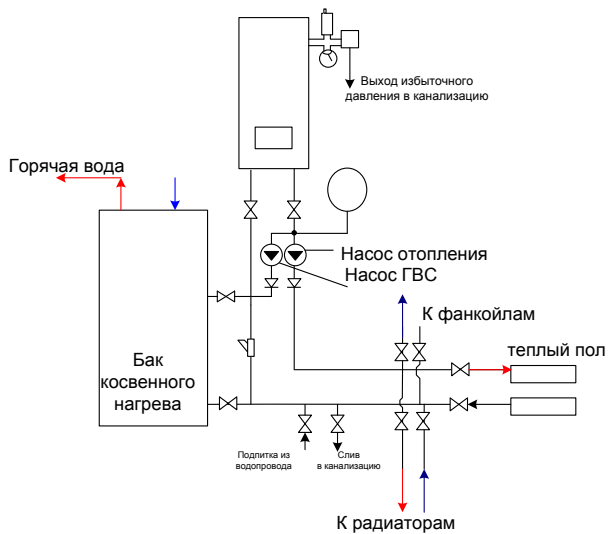 Выход избыточного
давления в канализацию
Горячая вода
Насос отопления
Насос ГВС
К фанкойлам
теплый пол
Бак
косвенного
нагрева
Подпитка из
водопровода
Слив
в канализацию
К радиаторам